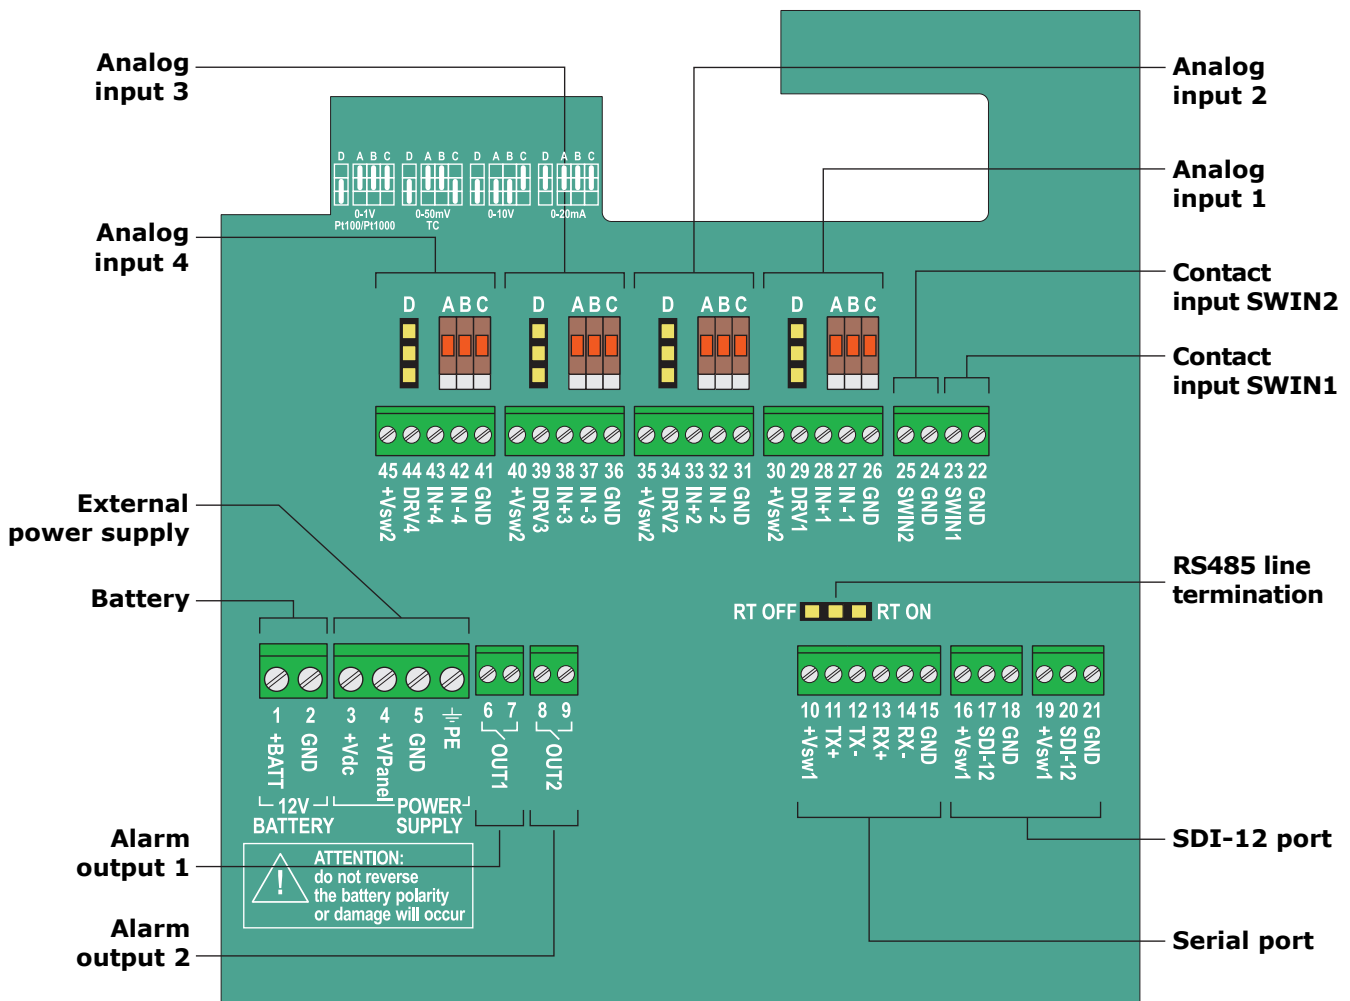 Analog
input 3
Analog
input 2
Analog
input 1
D A B C D A B C D A B C D A B C
0-1V 0-50mV 0-10V 0-20mA
Pt100/Pt1000 TC
Analog
input 4
Contact
input SWIN2
Contact
input SWIN1
D A B C D A B C D A B C D A B C
45 44 43 42 41 40 39 38 37 36 35 34 33 32 31 30 29 28 27 26 25 24 23 22
+Vsw2 DRV4 IN+4 IN-4 GND +Vsw2 DRV3 IN+3 IN-3 GND +Vsw2 DRV2 IN+2 IN-2 GND +Vsw2 DRV1 IN+1 IN-1 GND SWIN2 GND SWIN1 GND
External
power supply
Battery
RS485 line
termination
RT OFF RT ON
1 2 3 4 5 PE 6 7 8 9
+BATT GND +Vdc +VPanel GND OUT1 OUT2
12V
BATTERY
POWER
SUPPLY
10 11 12 13 14 15 16 17 18 19 20 21
+Vsw1 TX+ TX- RX+ RX- GND +Vsw1 SDI-12 GND +Vsw1 SDI-12 GND
Alarm
output 1
ATTENTION:
do not reverse
the battery polarity
or damage will occur
!
Alarm
output 2
SDI-12 port
Serial port